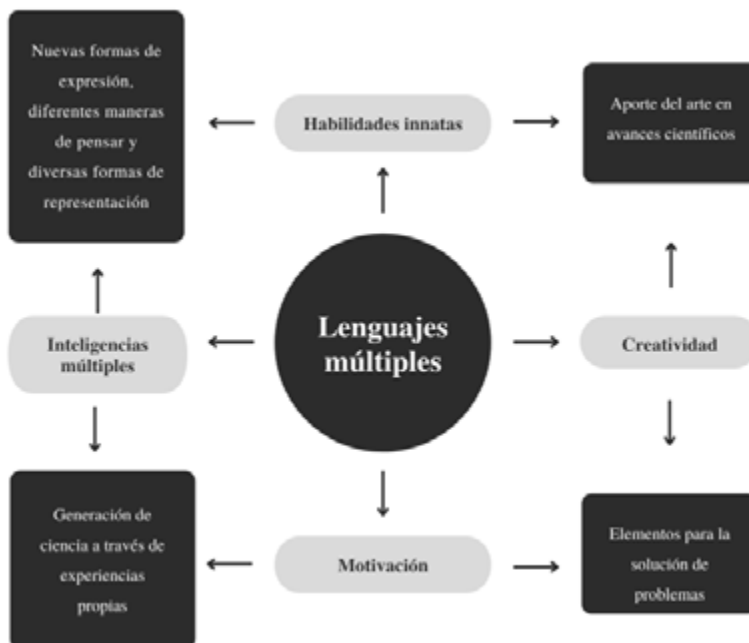 Nuevas formas de
expresión,
diferentes maneras
de pensar y
diversas formas de
representación
Habilidades innatas
Aporte del arte en
avances científicos
Inteligencias
múltiples
Lenguajes
múltiples
Creatividad
Generación de
ciencia a través de
experiencias
propias
Motivación
Elementos para la
solución de
problemas